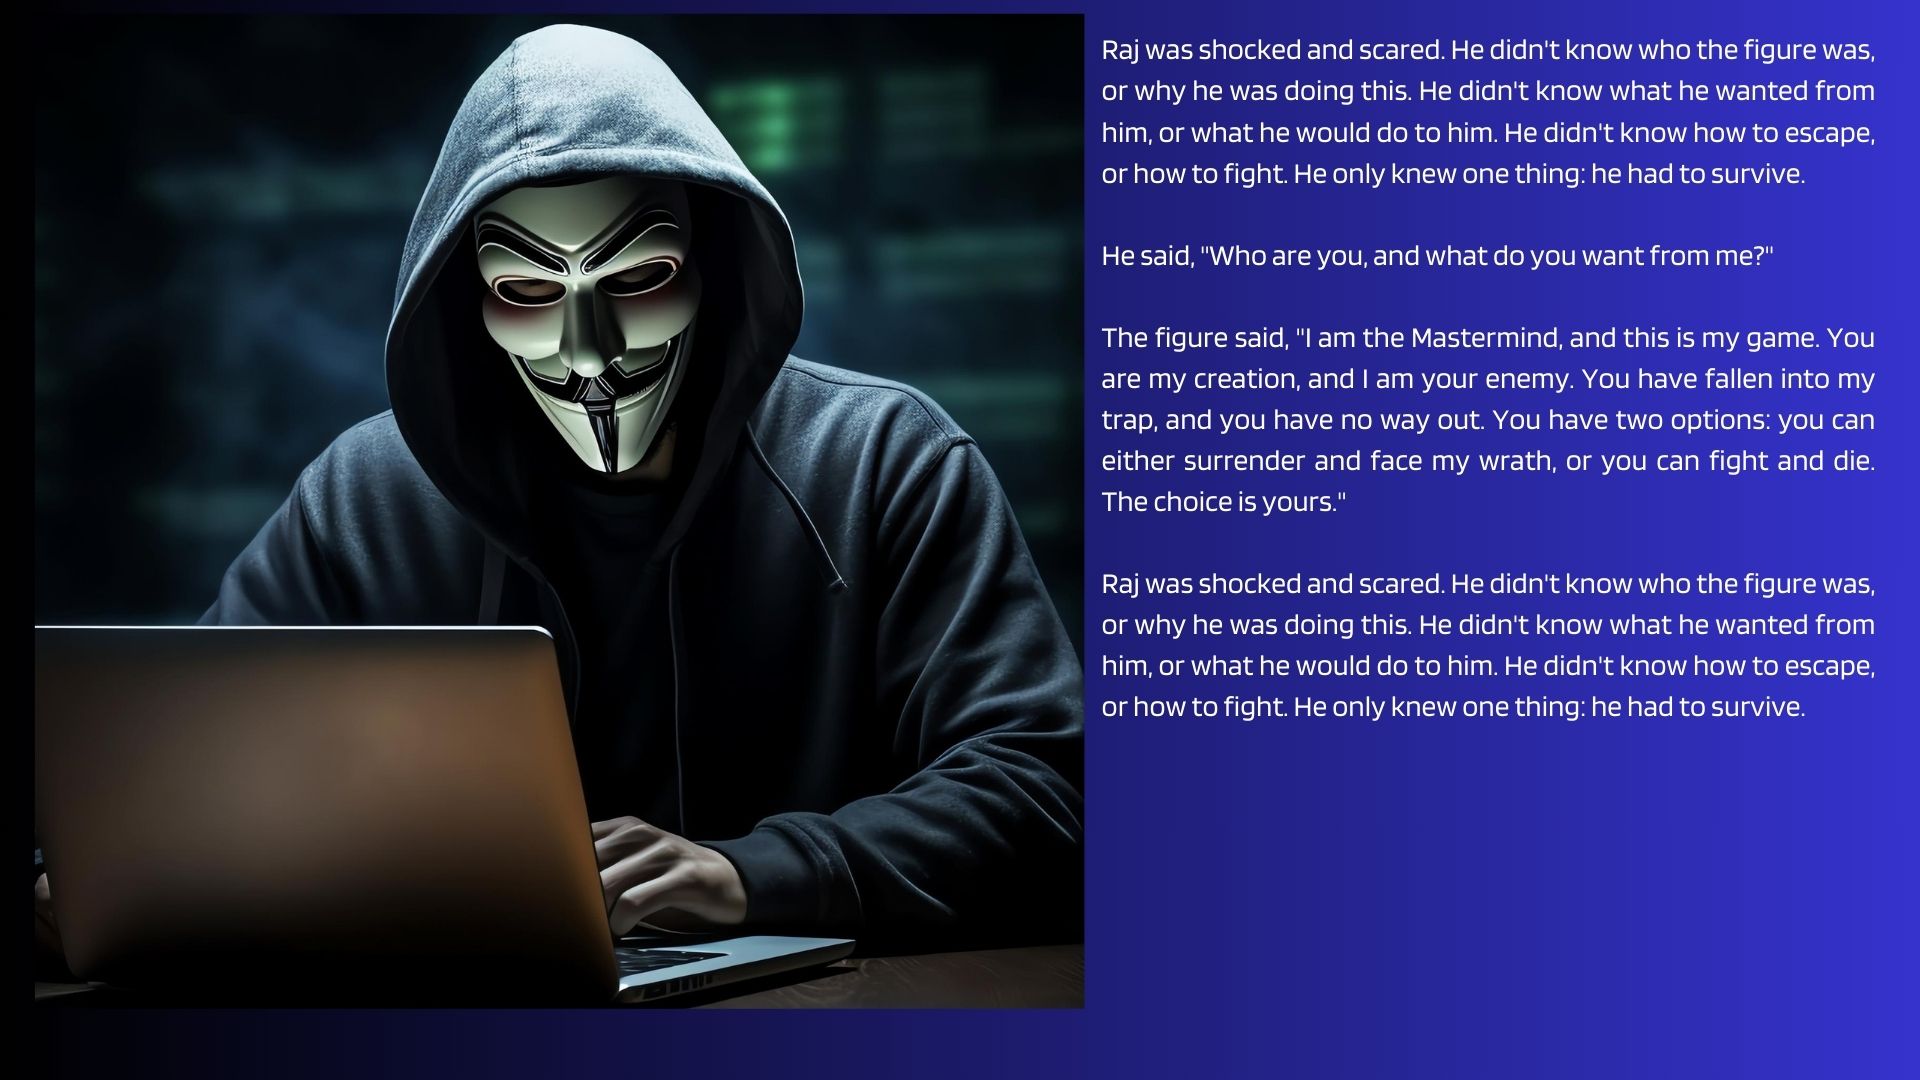 Raj was shocked and scared. He didn't know who the figure was,
or why he was doing this. He didn't know what he wanted from
him, or what he would do to him. He didn't know how to escape,
or how to fight. He only knew one thing: he had to survive.
He said, "Who are you, and what do you want from me?"
The figure said, "I am the Mastermind, and this is my game. You
are my creation, and I am your enemy. You have fallen into my
trap, and you have no way out. You have two options: you can
either surrender and face my wrath, or you can fight and die.
The choice is yours."
Raj was shocked and scared. He didn't know who the figure was,
or why he was doing this. He didn't know what he wanted from
him, or what he would do to him. He didn't know how to escape,
or how to fight. He only knew one thing: he had to survive.